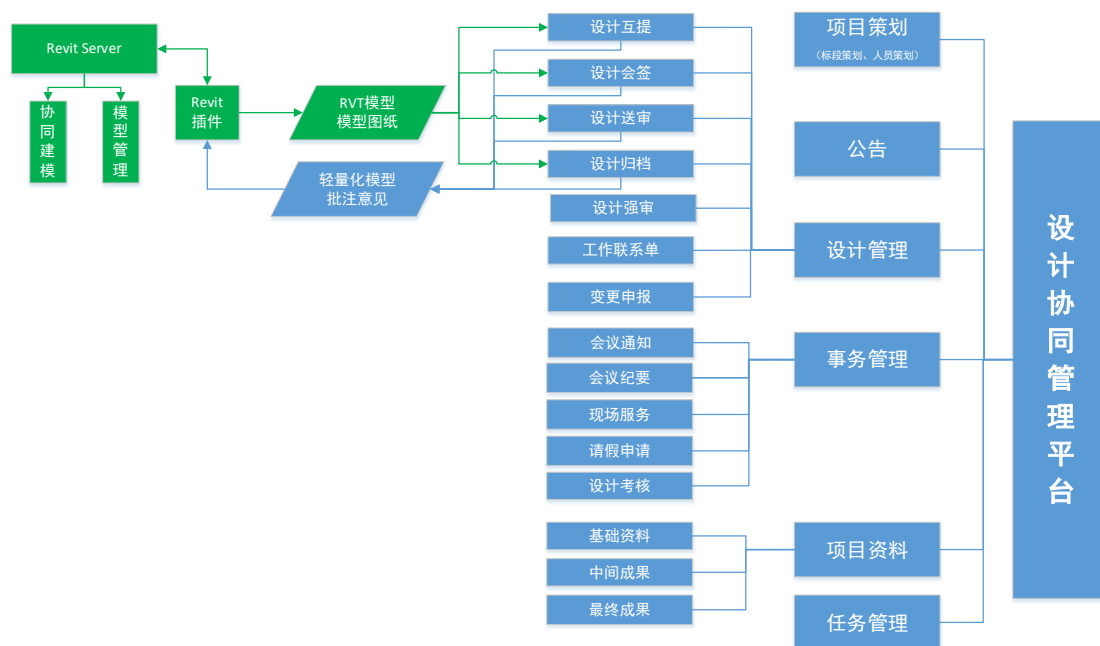 Revit Server
协同建模
模型管理
Revit
插件
RVT模型
模型图纸
轻量化模型
批注意见
设计互提
设计会签
设计送审
设计归档
设计强审
工作联系单
变更申报
会议通知
会议纪要
现场服务
请假申请
设计考核
基础资料
中间成果
最终成果
项目策划
（标段策划、人员策划）
公告
设计管理
事务管理
项目资料
任务管理
设计协同管理平台